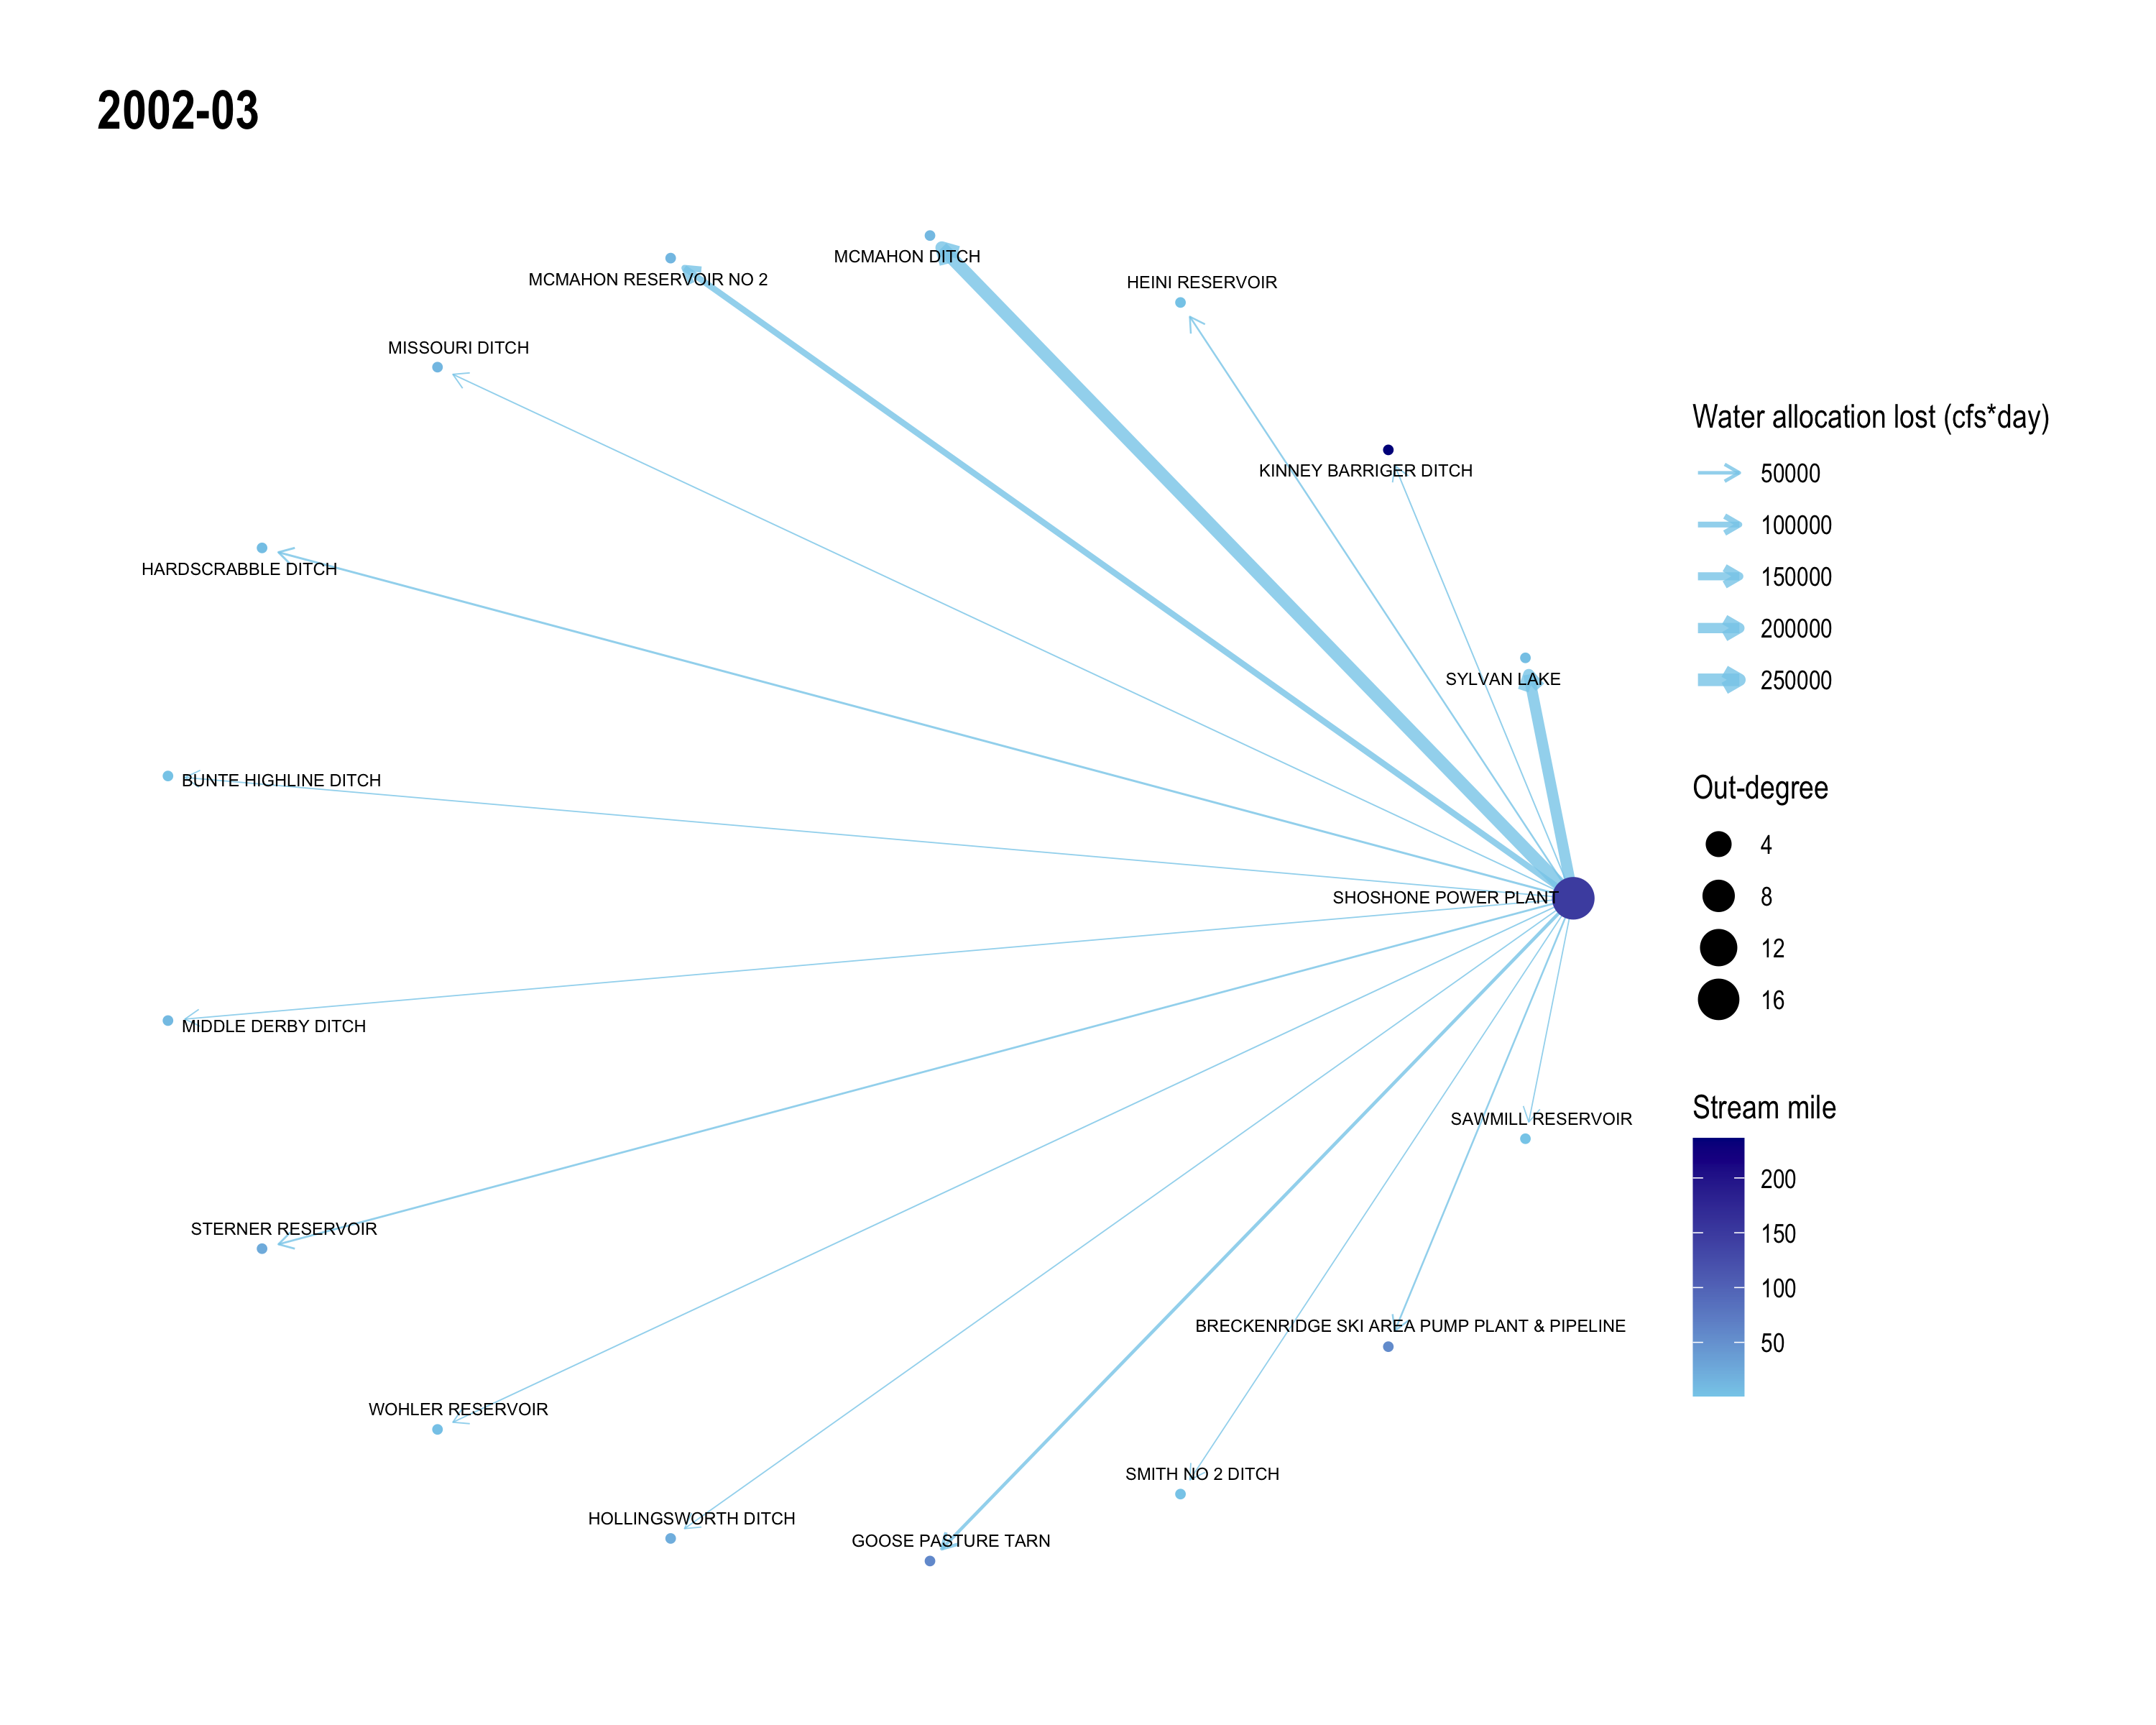 2002-03
MCMAHON DITCH
MCMAHON RESERVOIR NO 2
HEINI RESERVOIR
MISSOURI DITCH
KINNEY BARRIGER DITCH
HARDSCRABBLE DITCH
SYLVAN LAKE
BUNTE HIGHLINE DITCH
SHOSHONE POWER PLANT
MIDDLE DERBY DITCH
SAWMILL RESERVOIR
STERNER RESERVOIR
BRECKENRIDGE SKI AREA PUMP PLANT & PIPELINE
WOHLER RESERVOIR
SMITH NO 2 DITCH
HOLLINGSWORTH DITCH
GOOSE PASTURE TARN
Water allocation lost (cfs*day)
50000
100000
150000
200000
250000
Out-degree
4
8
12
16
Stream mile
200
150
100
50